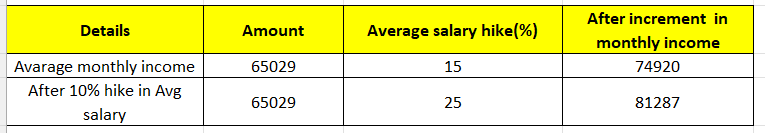 Details Amount Average salary hike(%) After increment in
monthly income
Avarage monthly income 65029 15 74920
After 10% hike in Avg
salary 65029 25 81287